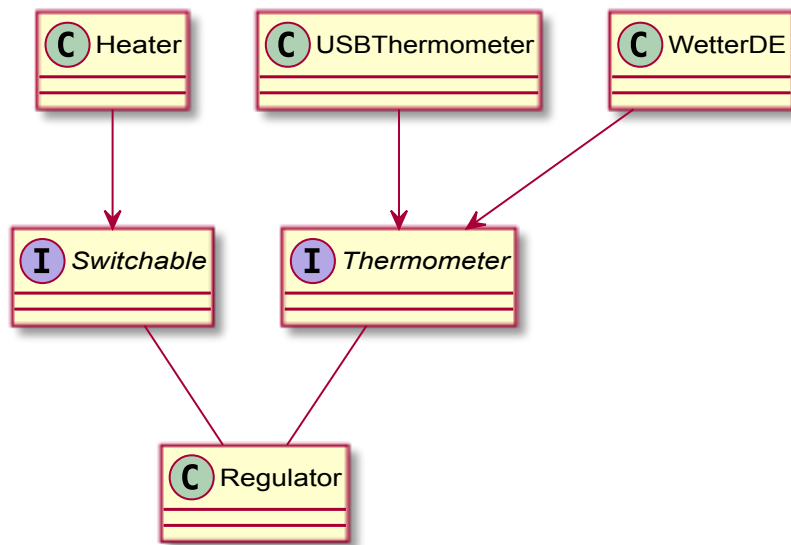 C Heater
C USBThermometer
C WetterDE
I Switchable
I Thermometer
C Regulator